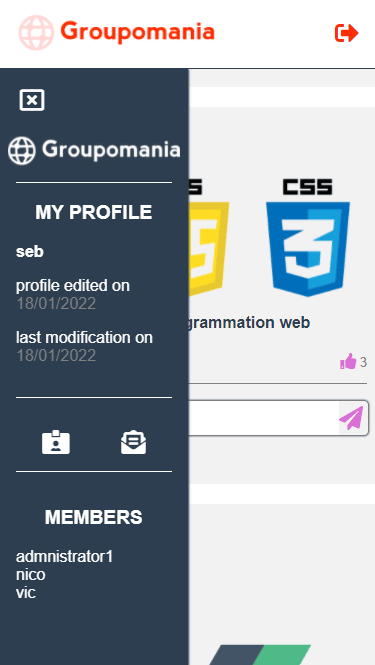 Groupomania
Groupomania
MY PROFILE
seb
profile edited on
18/01/2022
last modification on
18/01/2022
MEMBERS
admnistrator1
nico
vic
S
CSS
5
3
grammation web
3